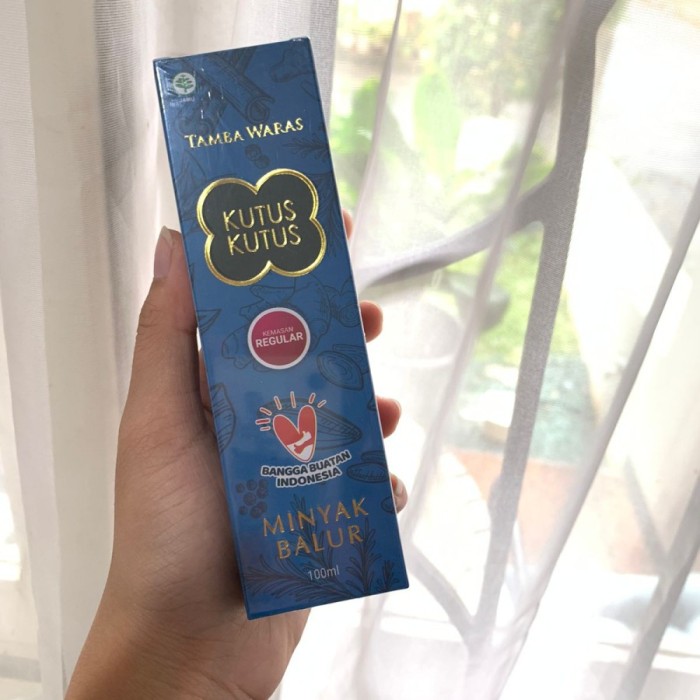 TAMBA WARAS
KUTUS
KUTUS
KEMASAN
REGULAR
BANGGA BUATAN
INDONESIA
MINYAK
BALUR
100ml